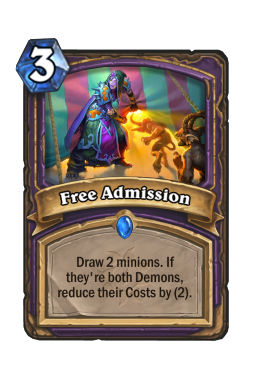 3
Free Admission
Draw 2 minions. If
they're both Demons,
reduce their Costs by (2).